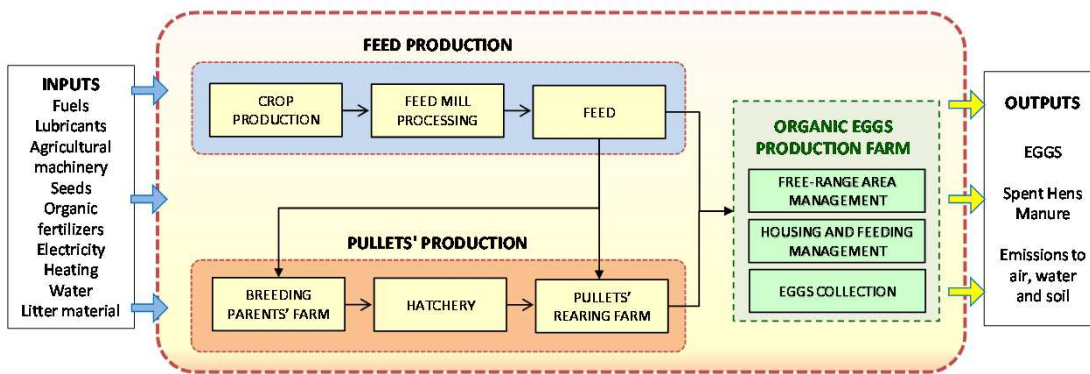 INPUTS
Fuels
Lubricants
Agricultural
machinery
Seeds
Organic
fertilizers
Electricity
Heating
Water
Litter material
FEED PRODUCTION
CROP
PRODUCTION
FEED MILL
PROCESSING
FEED
PULLETS' PRODUCTION
BREEDING
PARENTS' FARM
HATCHERY
PULLETS'
REARING FARM
ORGANIC EGGS
PRODUCTION FARM
FREE-RANGE AREA
MANAGEMENT
HOUSING AND FEEDING
MANAGEMENT
EGGS COLLECTION
OUTPUTS
EGGS
Spent Hens
Manure
Emissions to
air, water
and soil